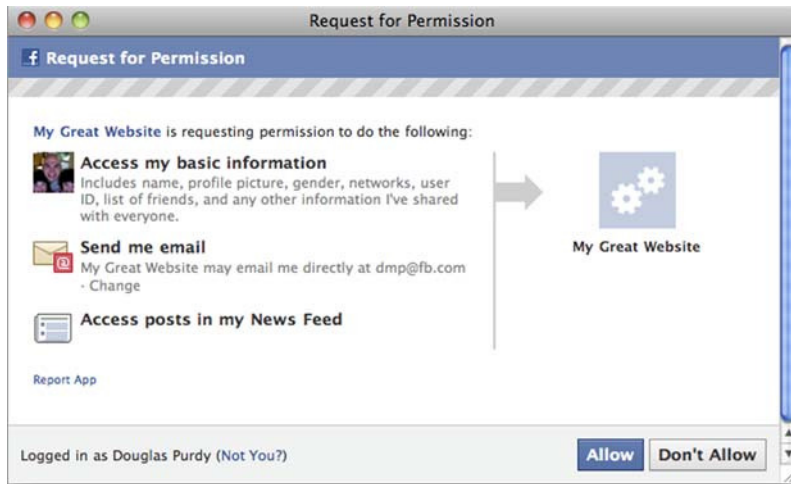 Request for Permission
f Request for Permission
My Great Website is requesting permission to do the following:
Access my basic information
Includes name, profile picture, gender, networks, user
ID, list of friends, and any other information I've shared
with everyone.
Send me email
My Great Website may email me directly at dmp@fb.com
· Change
@
My Great Website
Access posts in my News Feed
Report App
Logged in as Douglas Purdy (Not You?)
Allow
Don't Allow